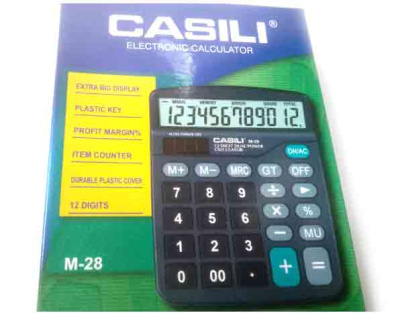 CASILI®
ELECTRONIC CALCULATOR
EXTRA BIG DISPLAY
PLASTIC KEY
PROFIT MARGIN%
ITEM COUNTER
DURABLE PLASTIC COVER
12 DIGITS
M-28
123456789012.
CASILI M-28
ON/AC
M+ M- MRC GT OFF
7 8 9 ÷ ▶
4 5 6 × %
1 2 3 − MU
0 00 · + =